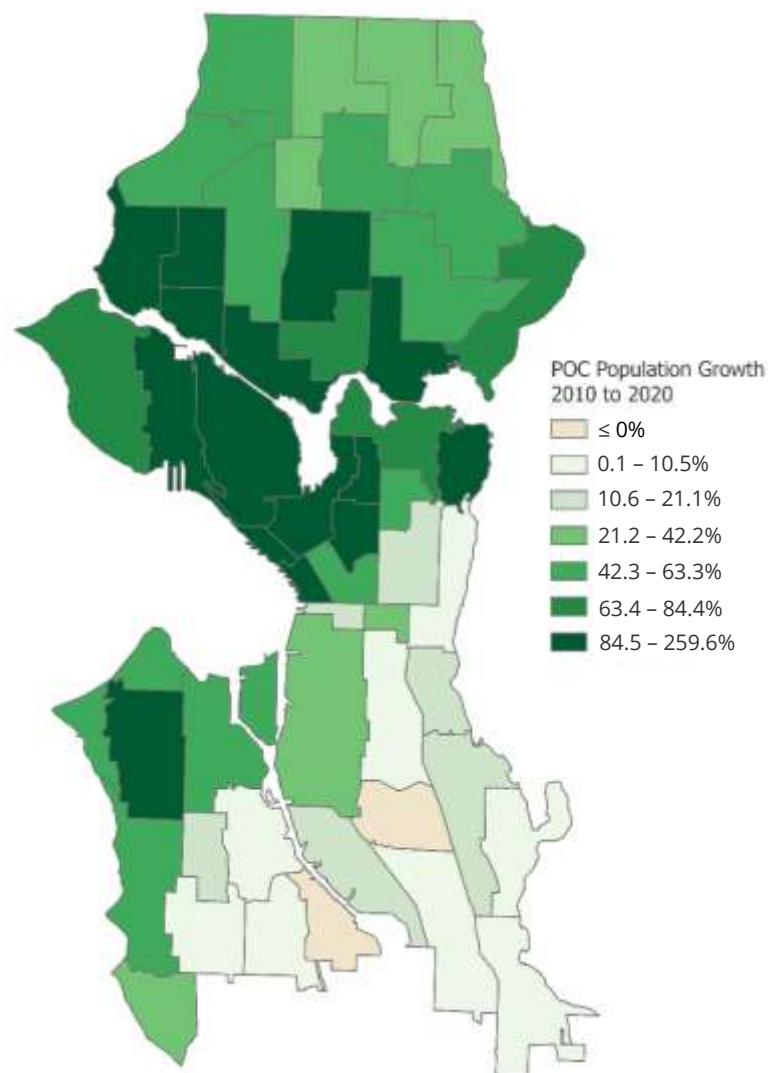 POC Population Growth
2010 to 2020
≤ 0%
0.1 – 10.5%
10.6 – 21.1%
21.2 – 42.2%
42.3 – 63.3%
63.4 – 84.4%
84.5 – 259.6%